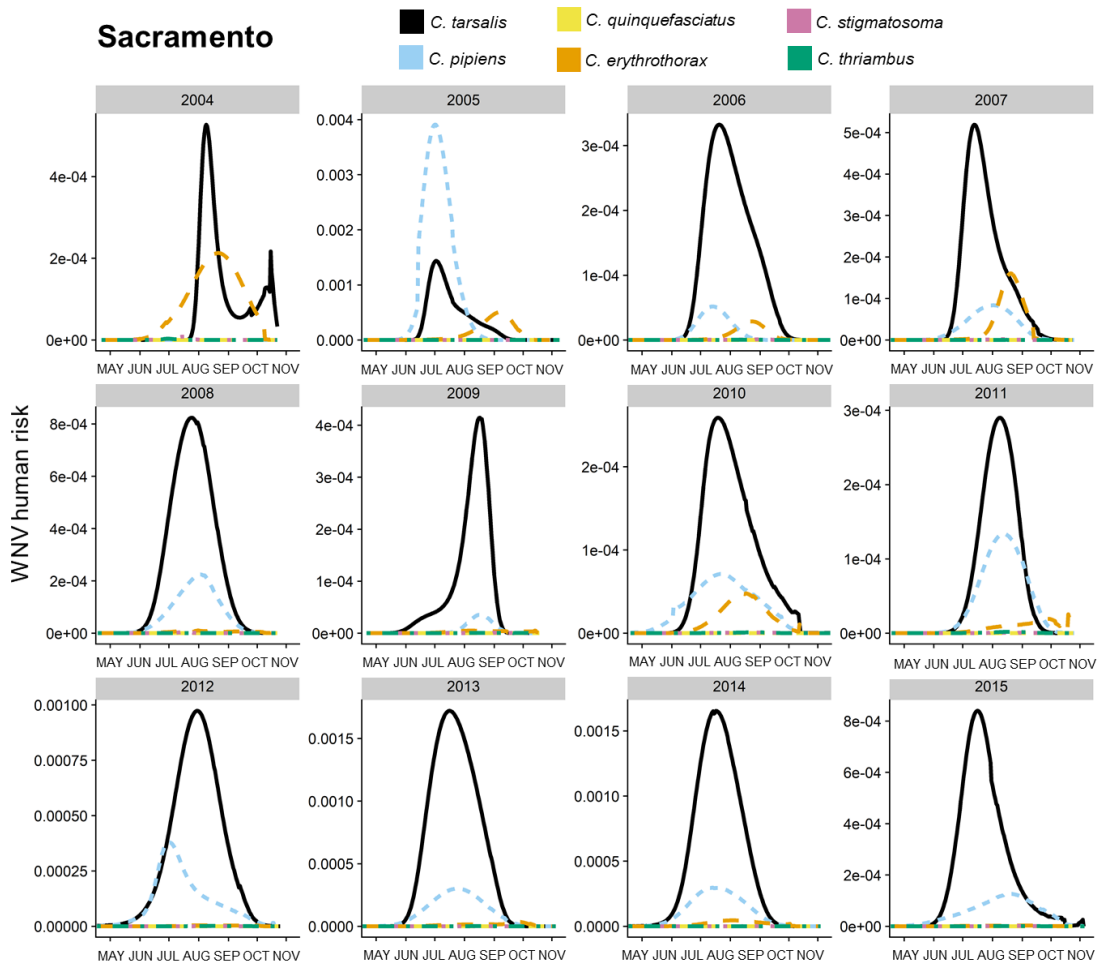 Sacramento
C. tarsalis
C. quinquefasciatus
C. stigmatosoma
C. pipiens
C. erythrothorax
C. thriambus
WNV human risk
2004
4e-04
2e-04
0e+00
MAY JUN JUL AUG SEP OCT NOV
2005
0.004
0.003
0.002
0.001
0.000
MAY JUN JUL AUG SEP OCT NOV
2006
3e-04
2e-04
1e-04
0e+00
MAY JUN JUL AUG SEP OCT NOV
2007
5e-04
4e-04
3e-04
2e-04
1e-04
0e+00
MAY JUN JUL AUG SEP OCT NOV
2008
8e-04
6e-04
4e-04
2e-04
0e+00
MAY JUN JUL AUG SEP OCT NOV
2009
4e-04
3e-04
2e-04
1e-04
0e+00
MAY JUN JUL AUG SEP OCT NOV
2010
2e-04
1e-04
0e+00
MAY JUN JUL AUG SEP OCT NOV
2011
3e-04
2e-04
1e-04
0e+00
MAY JUN JUL AUG SEP OCT NOV
2012
0.00100
0.00075
0.00050
0.00025
0.00000
MAY JUN JUL AUG SEP OCT NOV
2013
0.0015
0.0010
0.0005
0.0000
MAY JUN JUL AUG SEP OCT NOV
2014
0.0015
0.0010
0.0005
0.0000
MAY JUN JUL AUG SEP OCT NOV
2015
8e-04
6e-04
4e-04
2e-04
0e+00
MAY JUN JUL AUG SEP OCT NOV